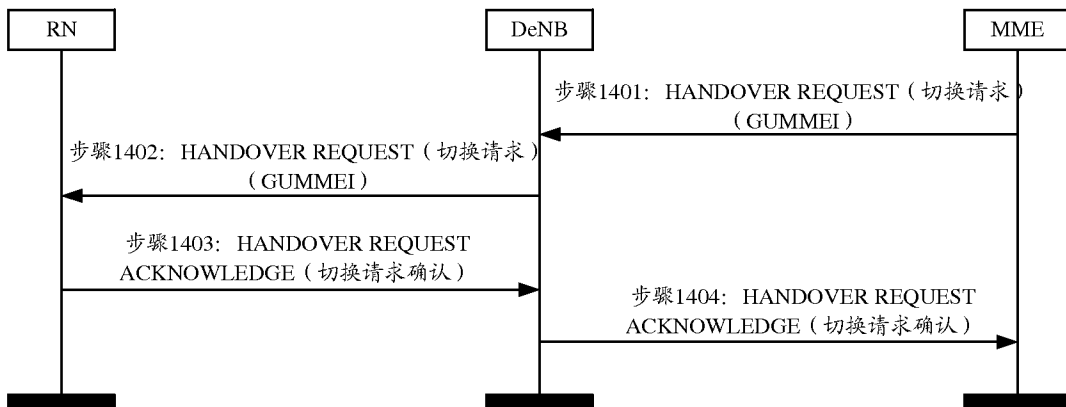 RN
DeNB
MME
步骤1401：HANDOVER REQUEST（切换请求）
（GUMMEI）
步骤1402：HANDOVER REQUEST（切换请求）
（GUMMEI）
步骤1403：HANDOVER REQUEST
ACKNOWLEDGE（切换请求确认）
步骤1404：HANDOVER REQUEST
ACKNOWLEDGE（切换请求确认）